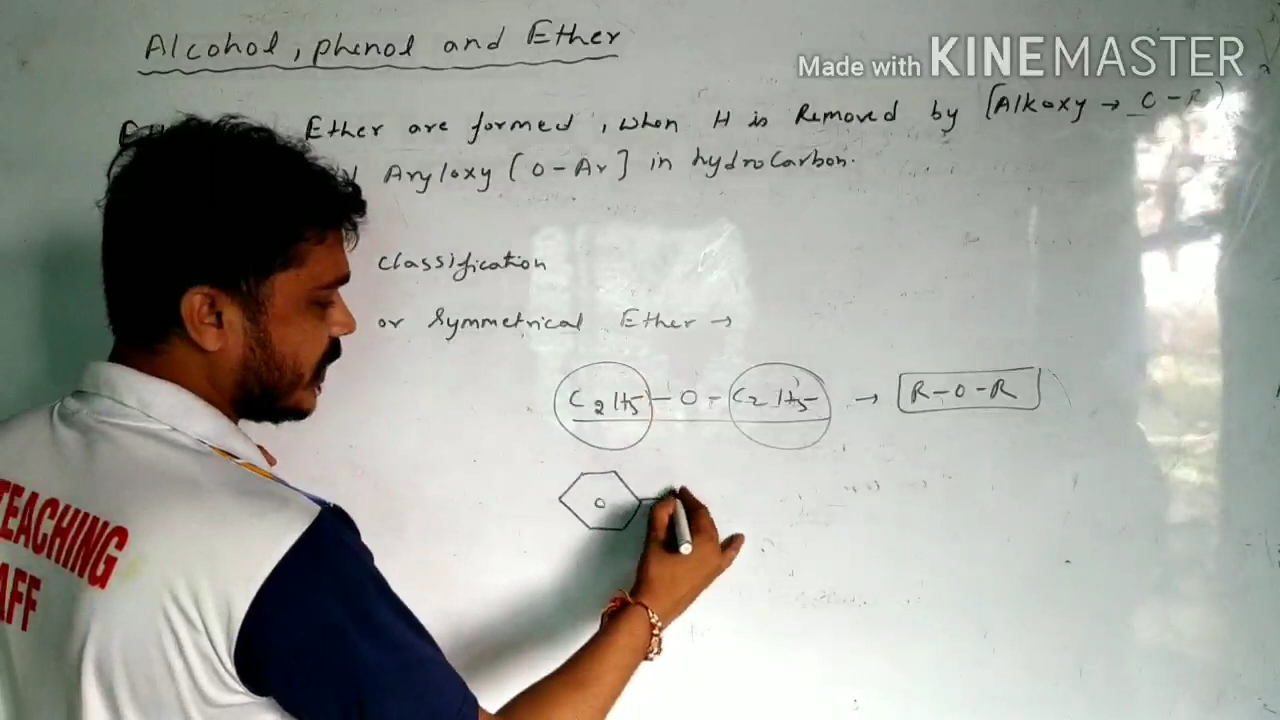 Alcohol, phenol and Ether
Made with KINEMASTER
Ether are formed, when H is Removed by (Alkoxy → O-R)
Aryloxy [O-Ar] in hydrocarbon.
classification
or Symmetrical Ether →
C2H5 - O - C2H5 → R-O-R
TEACHING